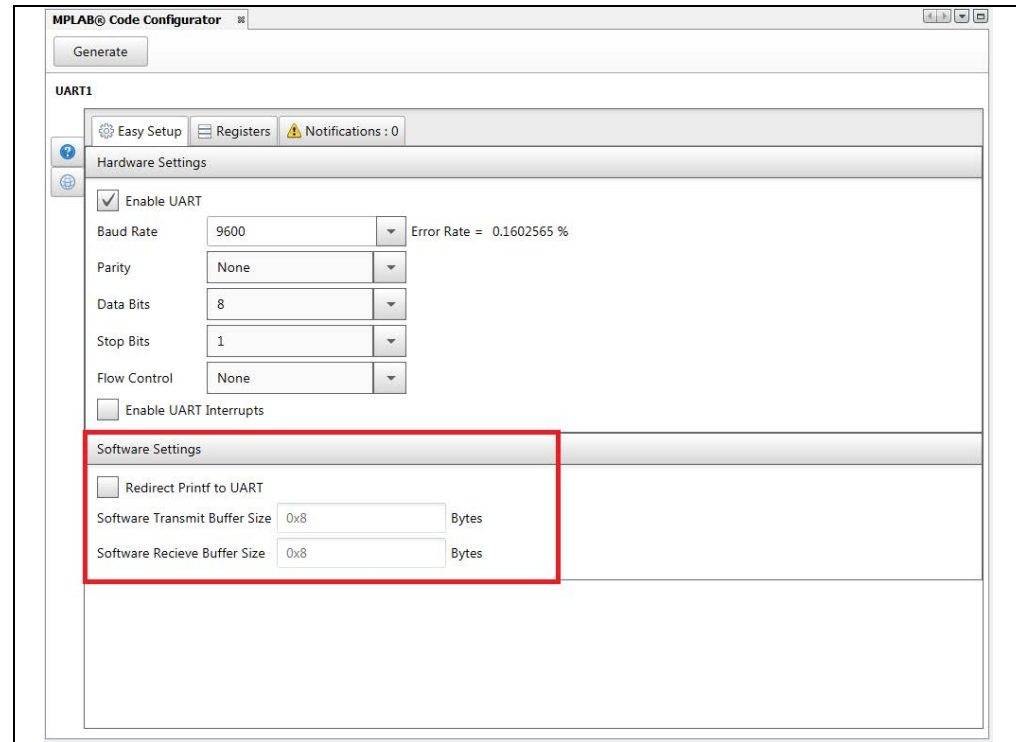 MPLAB® Code Configurator
Generate
UART1
Easy Setup Registers Notifications : 0
Hardware Settings
Enable UART
Baud Rate 9600 Error Rate = 0.1602565 %
Parity None
Data Bits 8
Stop Bits 1
Flow Control None
Enable UART Interrupts
Software Settings
Redirect Printf to UART
Software Transmit Buffer Size 0x8 Bytes
Software Recieve Buffer Size 0x8 Bytes